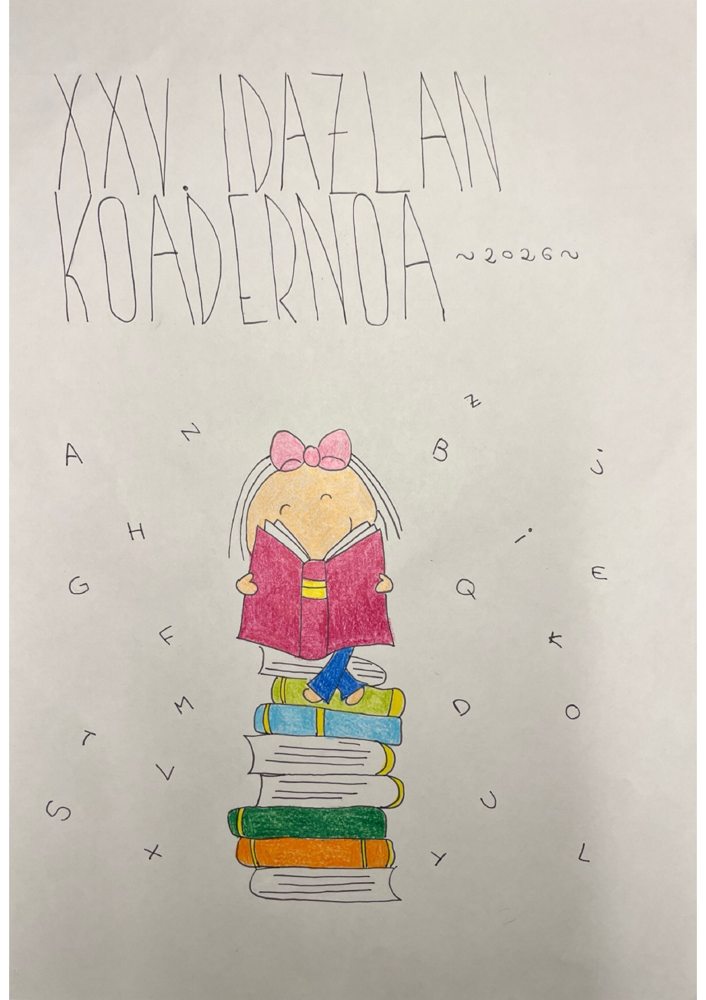 XXV. IDAZLAN
KOADERNOA ~2026~
Z
N
A B j
H i
G Q E
F K
M D O
T
V
S U
X Y L